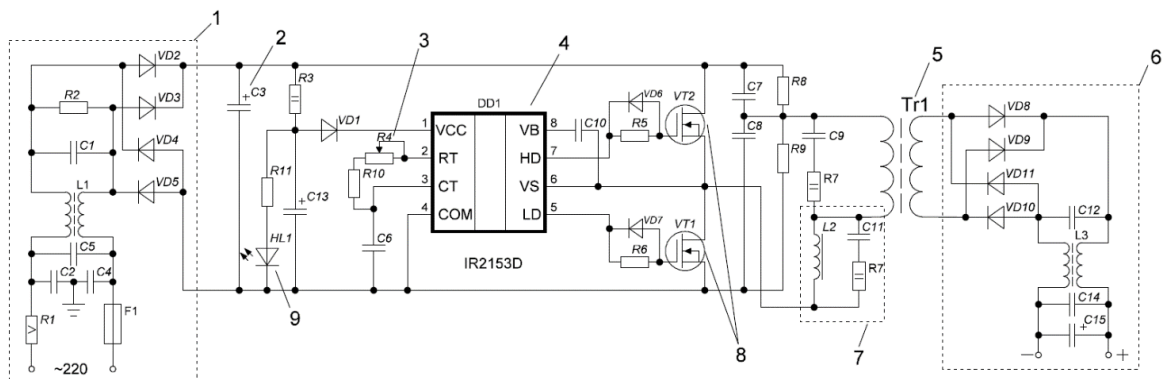 1
2
3
4
5
6
VD2
C3
R3
R2
VD3
DD1
VD6
VT2
C7
R8
Tr1
VD8
VD1
1
VCC
VB
8
C10
R4
2
RT
HD
7
R5
C8
C9
VD9
VD4
C1
R11
R10
3
CT
VS
6
R9
VD11
L1
VD5
C13
4
COM
LD
5
VD7
R7
VD10
C12
C5
HL1
C6
IR2153D
R6
VT1
L2
C11
L3
C2
C4
R7
C14
R1
F1
C15
9
8
7
~220
− +